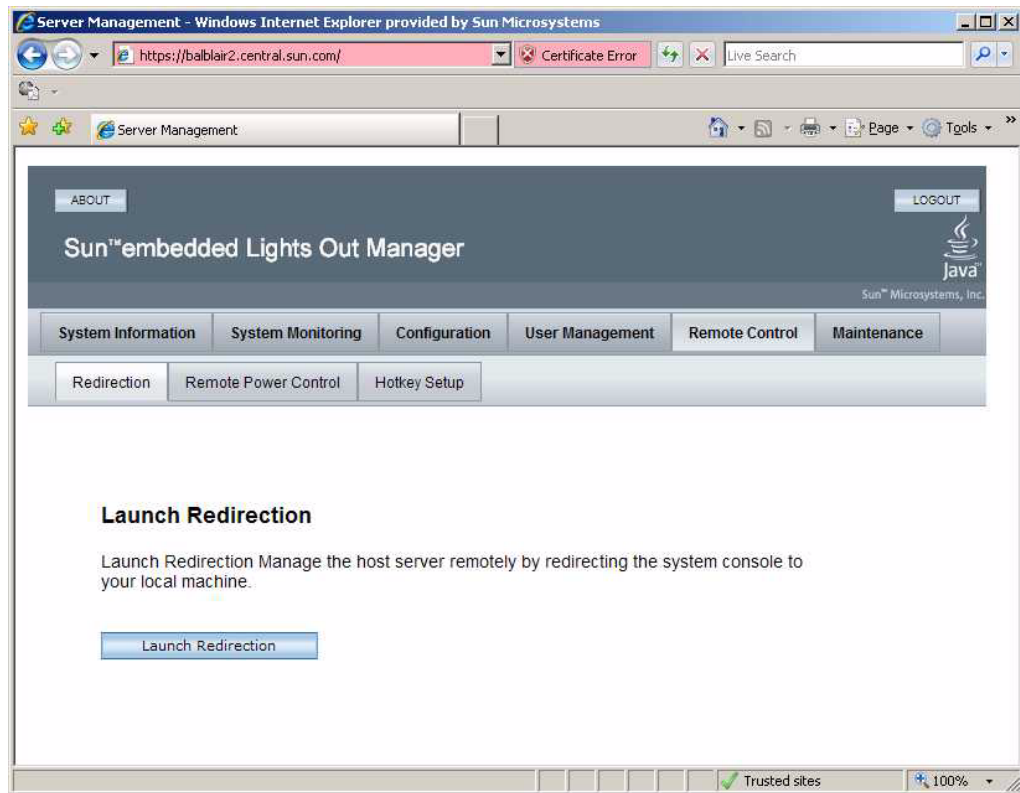 Server Management - Windows Internet Explorer provided by Sun Microsystems
https://balblair2.central.sun.com/
Certificate Error
Live Search
Server Management
Page
Tools
»
ABOUT
LOGOUT
Sun™embedded Lights Out Manager
Java™
Sun™ Microsystems, Inc.
System Information System Monitoring Configuration User Management Remote Control Maintenance
Redirection Remote Power Control Hotkey Setup
Launch Redirection
Launch Redirection Manage the host server remotely by redirecting the system console to
your local machine.
Launch Redirection
Trusted sites
100%